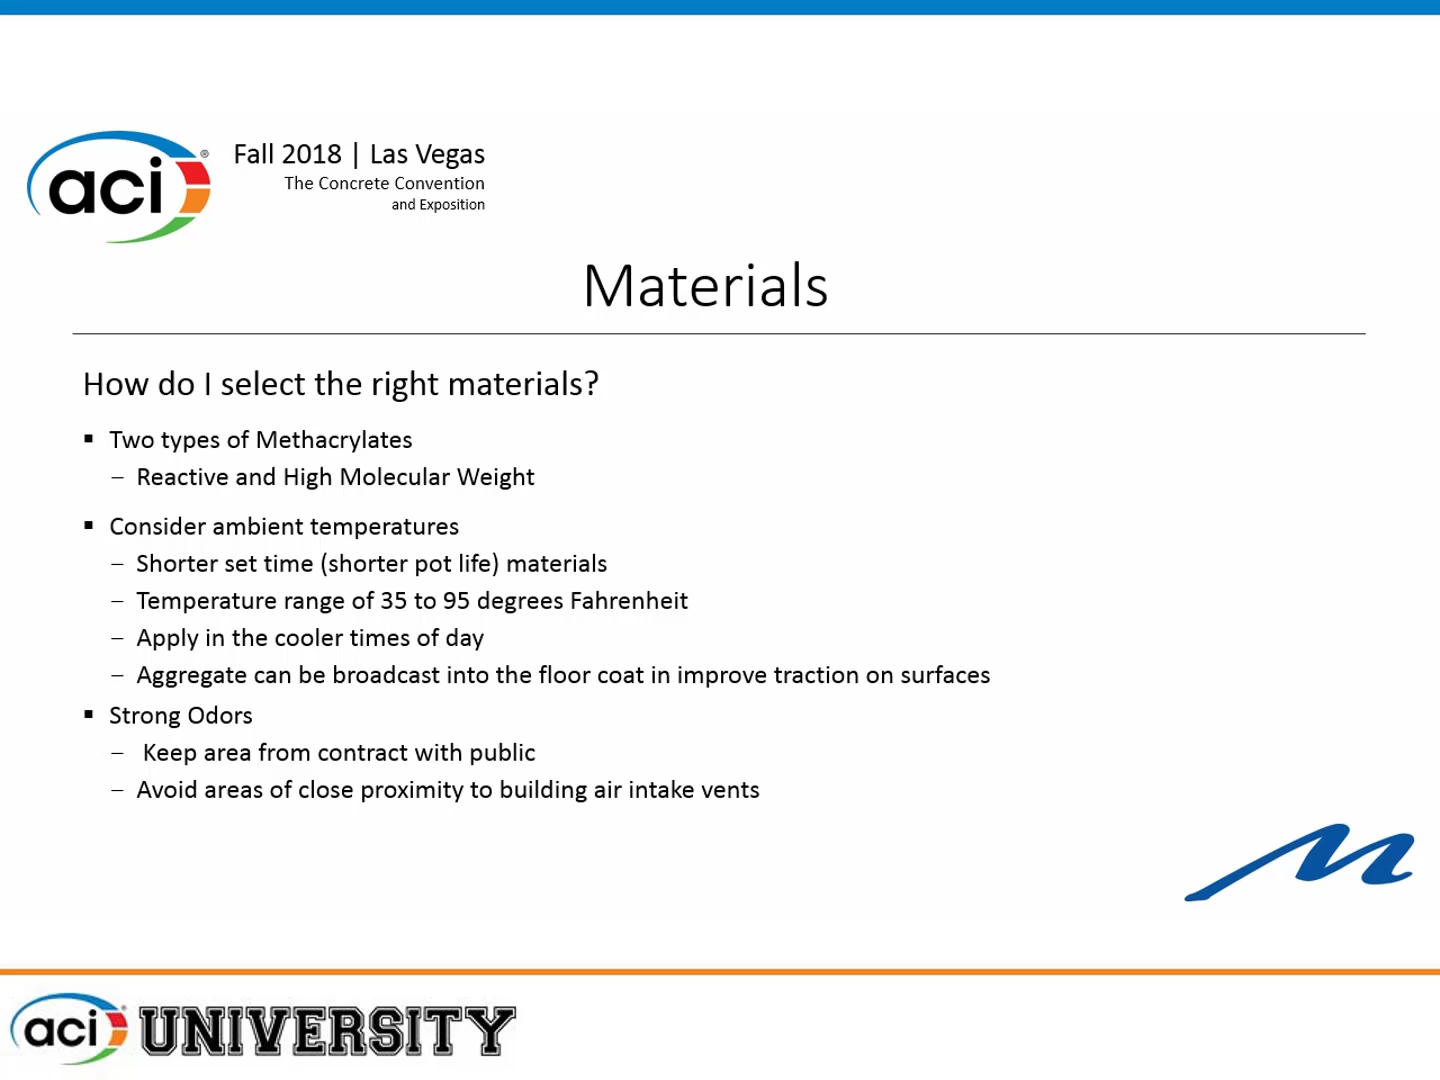 aci®
Fall 2018 | Las Vegas
The Concrete Convention
and Exposition
Materials
How do I select the right materials?
▪ Two types of Methacrylates
– Reactive and High Molecular Weight
▪ Consider ambient temperatures
– Shorter set time (shorter pot life) materials
– Temperature range of 35 to 95 degrees Fahrenheit
– Apply in the cooler times of day
– Aggregate can be broadcast into the floor coat in improve traction on surfaces
▪ Strong Odors
– Keep area from contract with public
– Avoid areas of close proximity to building air intake vents
aci UNIVERSITY